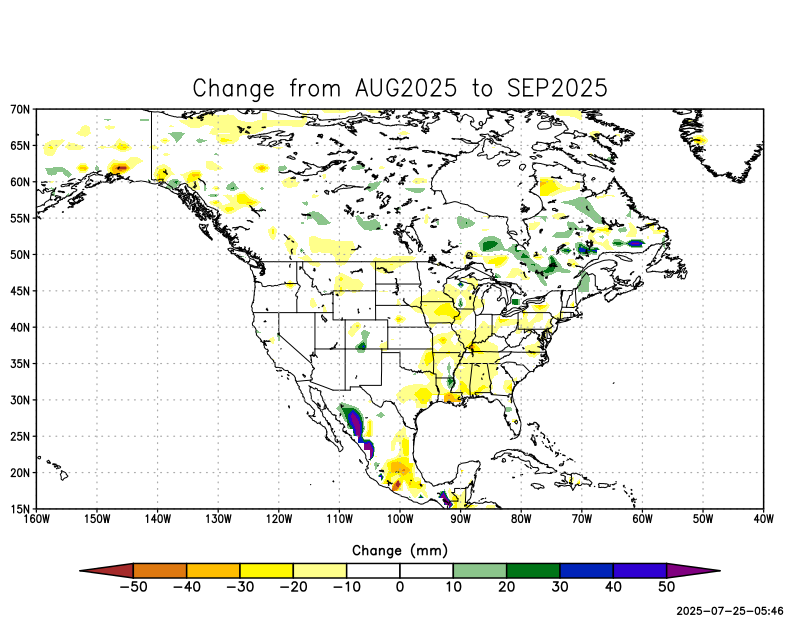 Change from AUG2025 to SEP2025
70N
65N
60N
55N
50N
45N
40N
35N
30N
25N
20N
15N
160W 150W 140W 130W 120W 110W 100W 90W 80W 70W 60W 50W 40W
Change (mm)
−50 −40 −30 −20 −10 0 10 20 30 40 50
2025-07-25-05:46